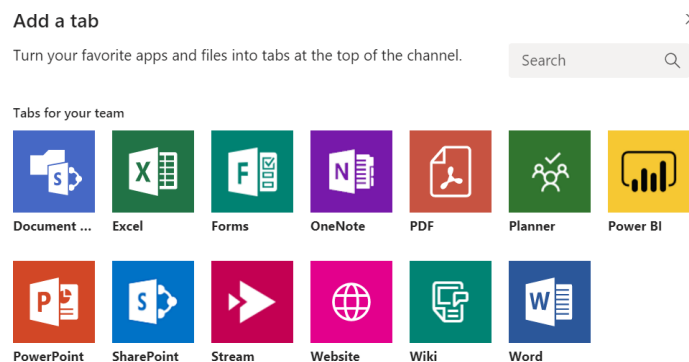 Add a tab
Turn your favorite apps and files into tabs at the top of the channel.
Search
Tabs for your team
Document ...
Excel
Forms
OneNote
PDF
Planner
Power BI
PowerPoint
SharePoint
Stream
Website
Wiki
Word